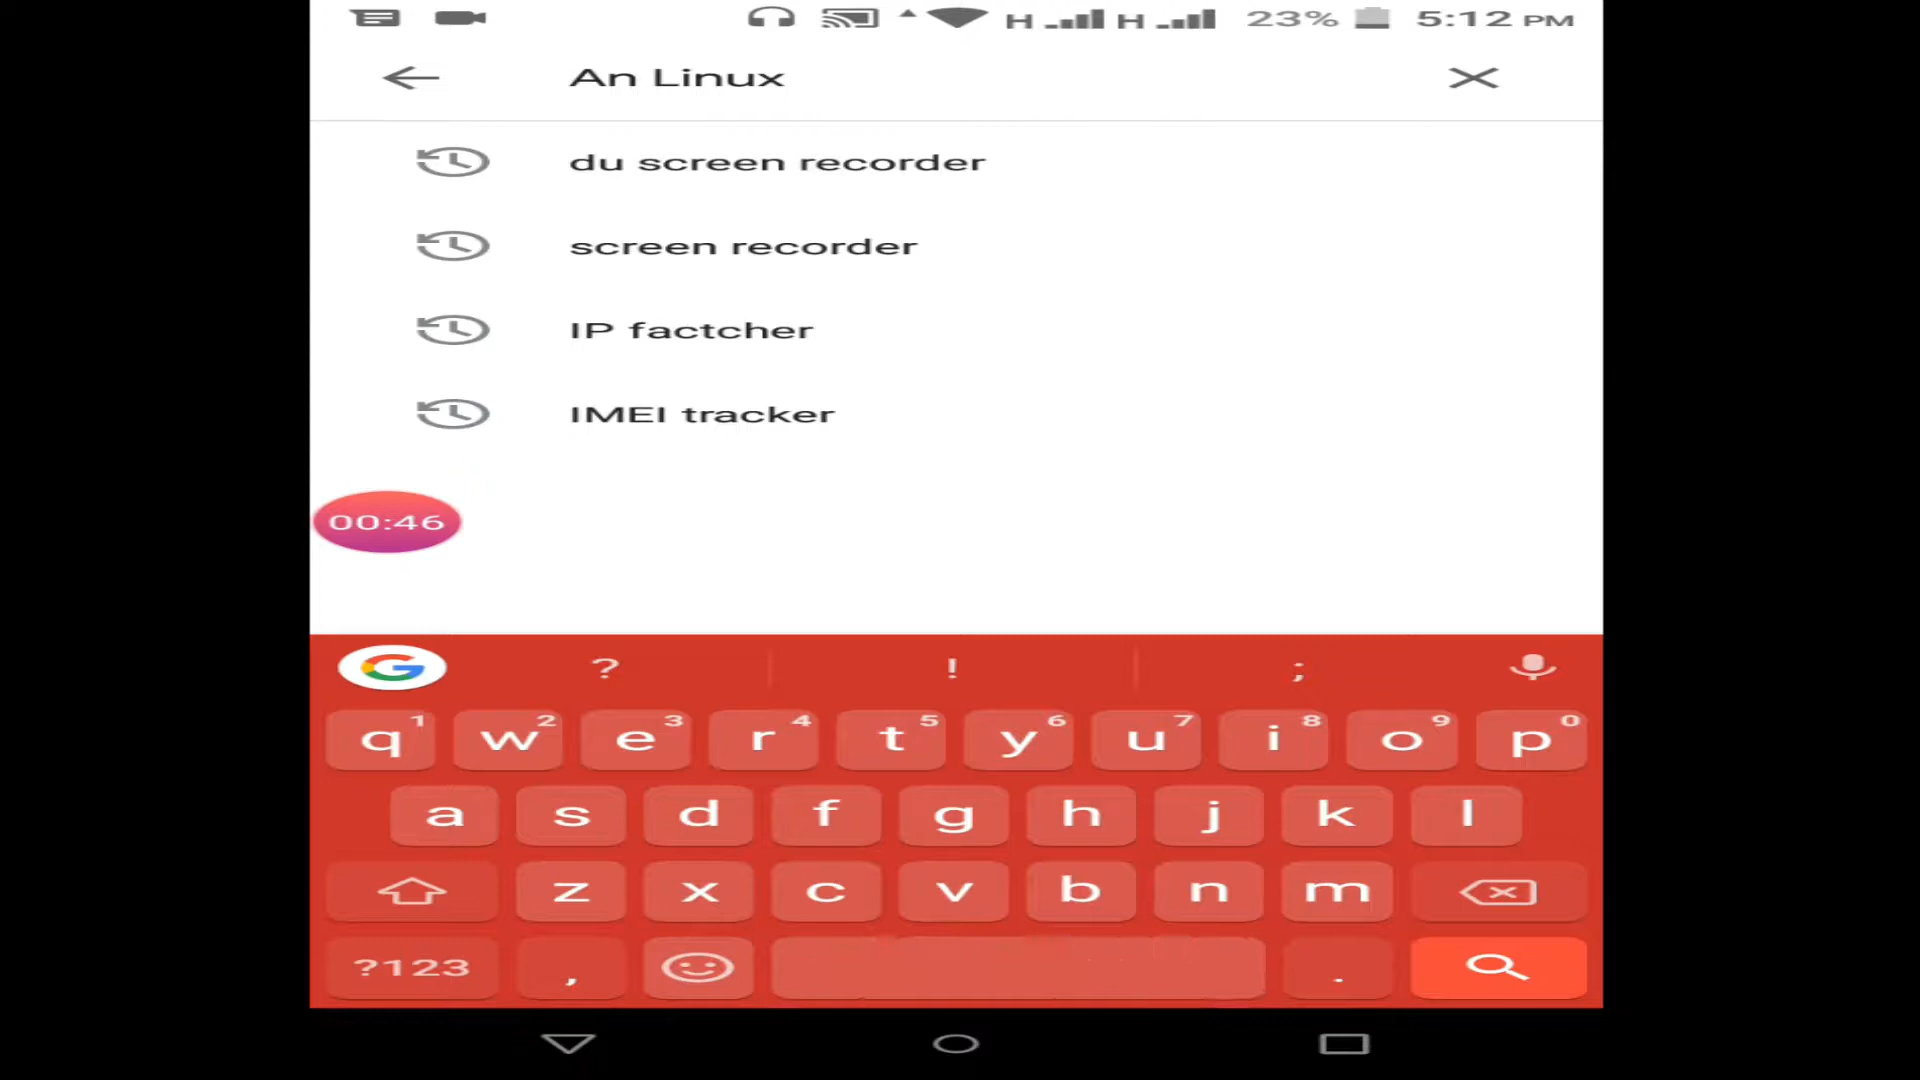 H H 23% 5:12 PM
An Linux
du screen recorder
screen recorder
IP factcher
IMEI tracker
00:46
G ? ! ;
q1 w2 e3 r4 t5 y6 u7 i8 o9 p0
a s d f g h j k l
z x c v b n m
?123 , .